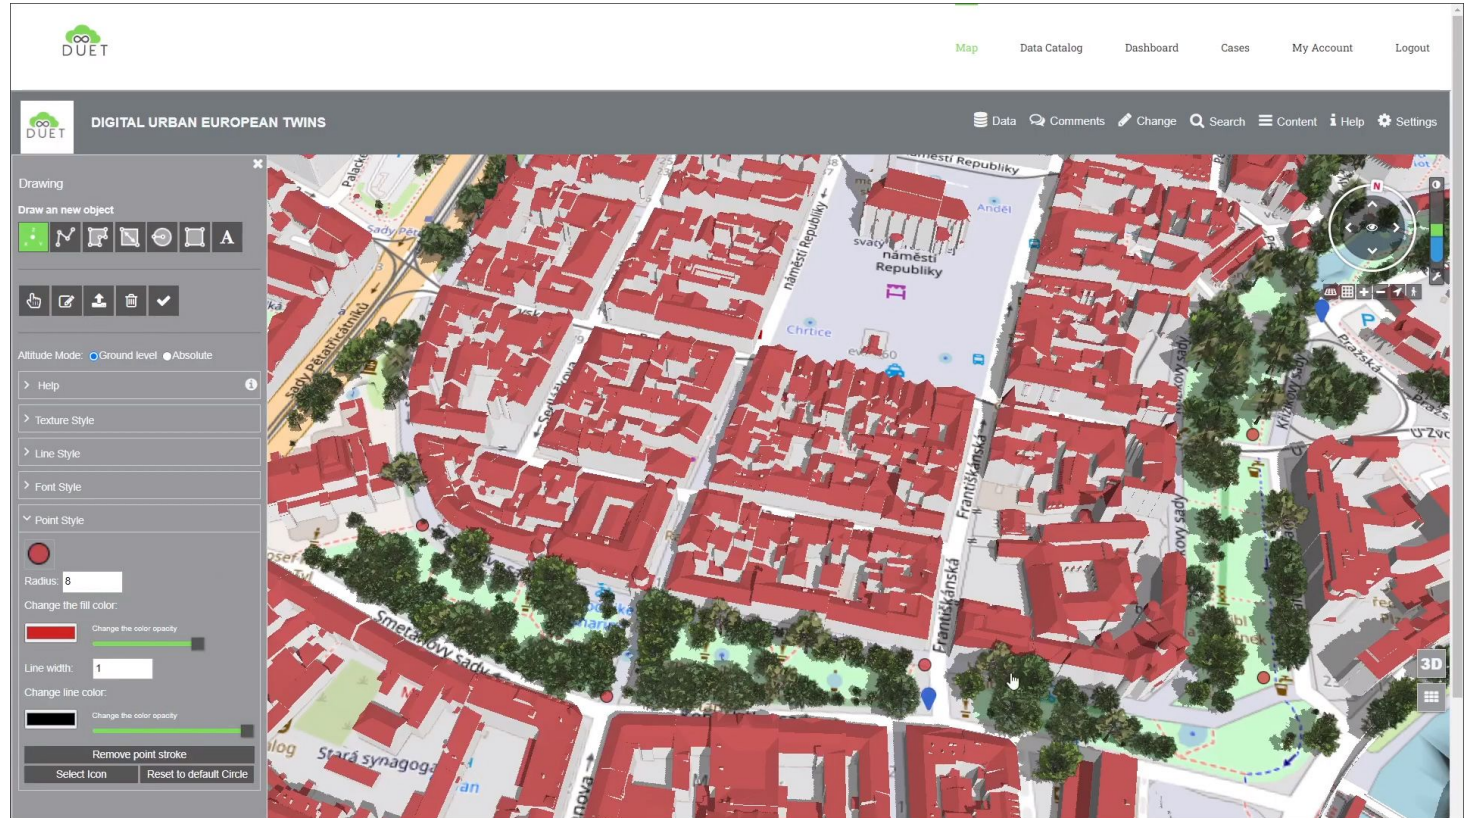 DUET
Map Data Catalog Dashboard Cases My Account Logout
DUET
DIGITAL URBAN EUROPEAN TWINS
Data Comments Change Search Content Help Settings
Drawing
Draw an new object
A
Altitude Mode: Ground level Absolute
Help
Texture Style
Line Style
Font Style
Point Style
Radius: 8
Change the fill color:
Change the color opacity
Line width: 1
Change line color:
Change the color opacity
Remove point stroke
Select Icon Reset to default Circle
náměstí Republiky
Anděl
náměstí
Republiky
náměstí Republiky
Chrtice
Sady Pětatřicátníků
Františkánská
Františkánská
Smetanovy sady
Stará synagoga
Pražská
Křižíkovy sady
N
P
3D